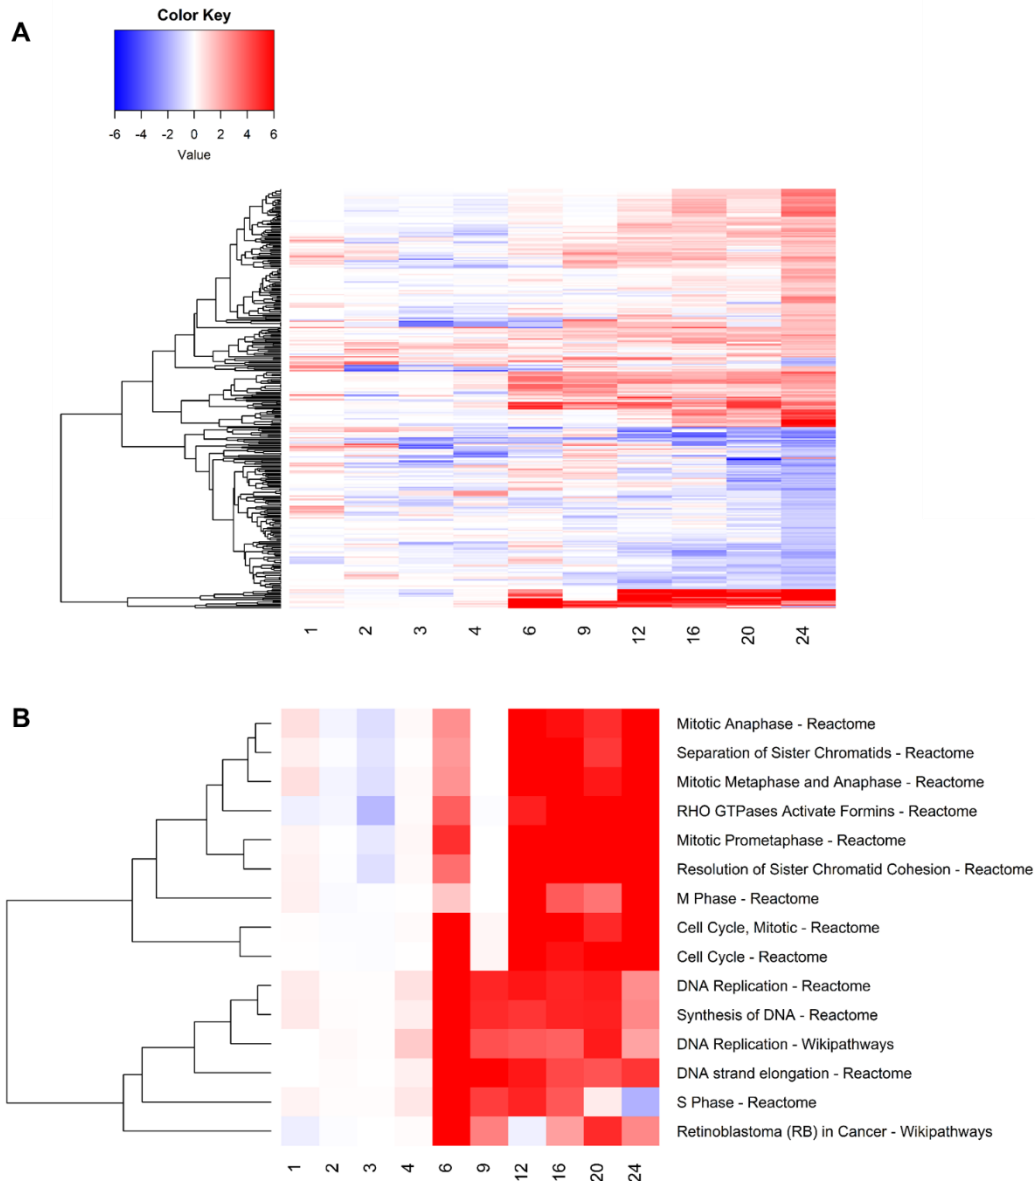 A
Color Key
-6 -4 -2 0 2 4 6
Value
1 2 3 4 6 9 12 16 20 24
B
Mitotic Anaphase - Reactome
Separation of Sister Chromatids - Reactome
Mitotic Metaphase and Anaphase - Reactome
RHO GTPases Activate Formins - Reactome
Mitotic Prometaphase - Reactome
Resolution of Sister Chromatid Cohesion - Reactome
M Phase - Reactome
Cell Cycle, Mitotic - Reactome
Cell Cycle - Reactome
DNA Replication - Reactome
Synthesis of DNA - Reactome
DNA Replication - Wikipathways
DNA strand elongation - Reactome
S Phase - Reactome
Retinoblastoma (RB) in Cancer - Wikipathways
1 2 3 4 6 9 12 16 20 24